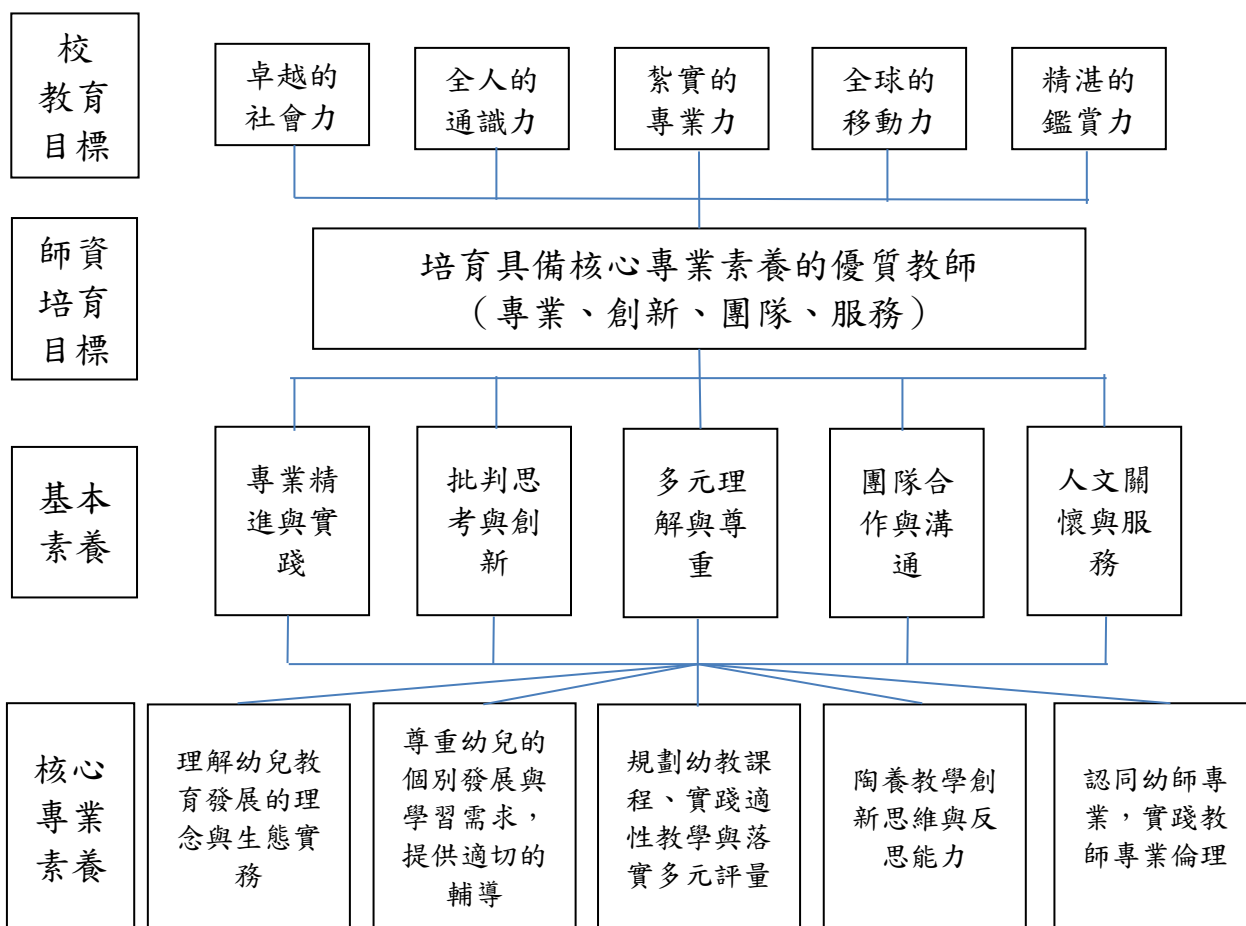 校
教育
目標
卓越的
社會力
全人的
通識力
紮實的
專業力
全球的
移動力
精湛的
鑑賞力
師資
培育
目標
培育具備核心專業素養的優質教師
（專業、創新、團隊、服務）
基本
素養
專業精
進與實
踐
批判思
考與創
新
多元理
解與尊
重
團隊合
作與溝
通
人文關
懷與服
務
核心
專業
素養
理解幼兒教
育發展的理
念與生態實
務
尊重幼兒的
個別發展與
學習需求，
提供適切的
輔導
規劃幼教課
程、實踐適
性教學與落
實多元評量
陶養教學創
新思維與反
思能力
認同幼師專
業，實踐教
師專業倫理